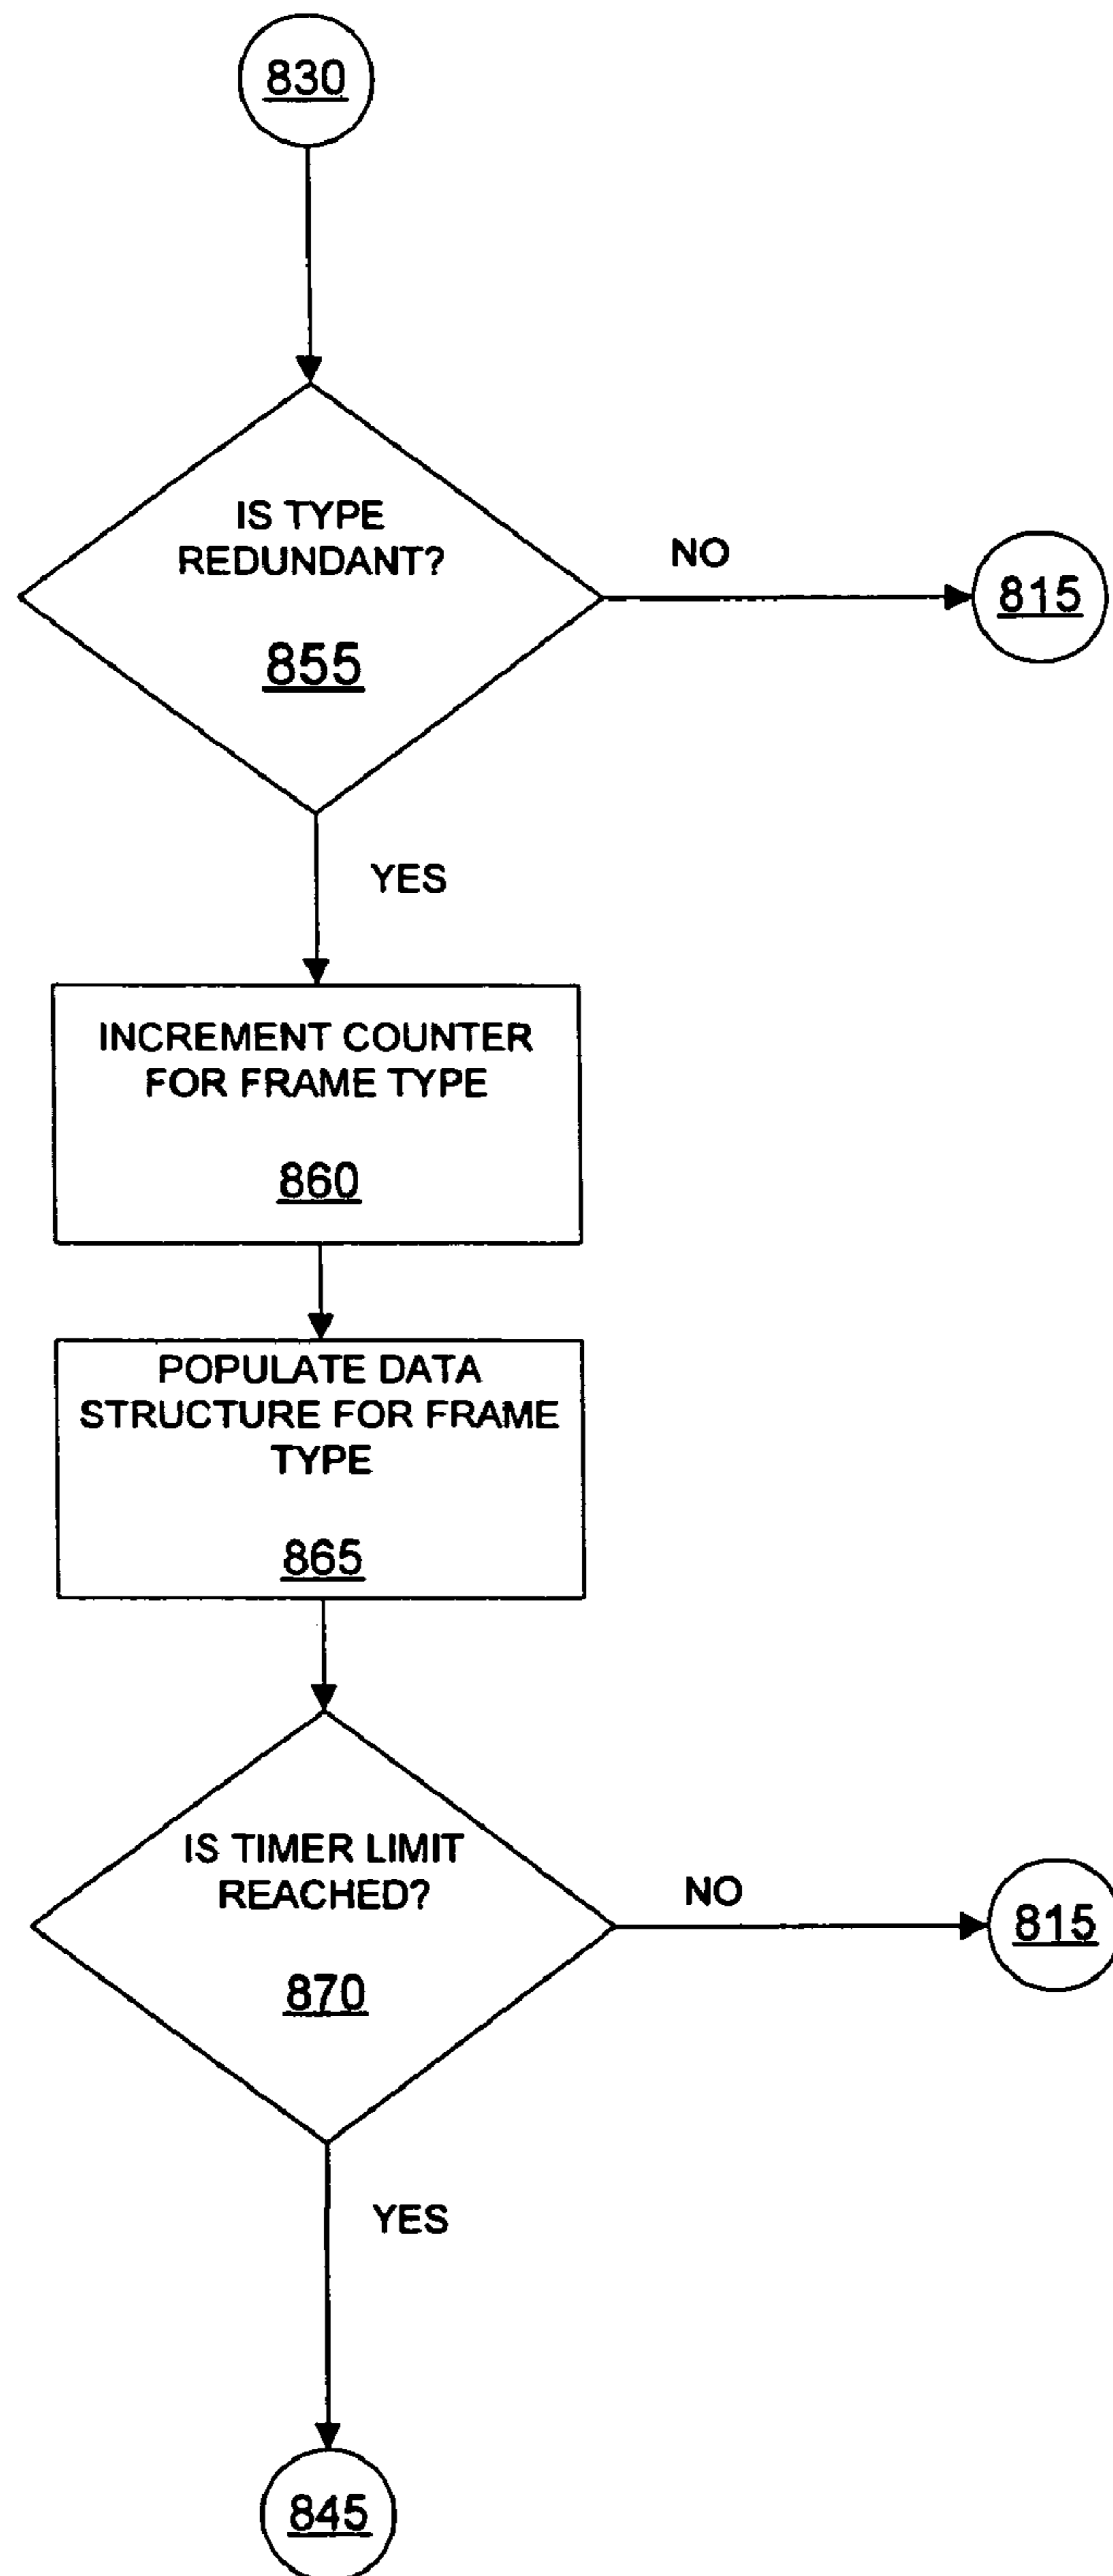 830
IS TYPE
REDUNDANT?
855
NO
815
YES
INCREMENT COUNTER
FOR FRAME TYPE
860
POPULATE DATA
STRUCTURE FOR FRAME
TYPE
865
IS TIMER LIMIT
REACHED?
870
NO
815
YES
845